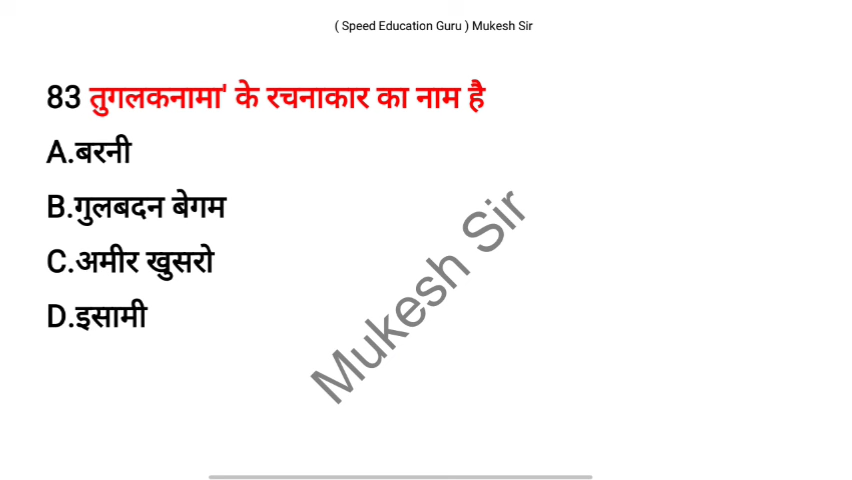 ( Speed Education Guru ) Mukesh Sir
83 तुगलकनामा' के रचनाकार का नाम है
A.बरनी
B.गुलबदन बेगम
C.अमीर खुसरो
D.इसामी
Mukesh Sir